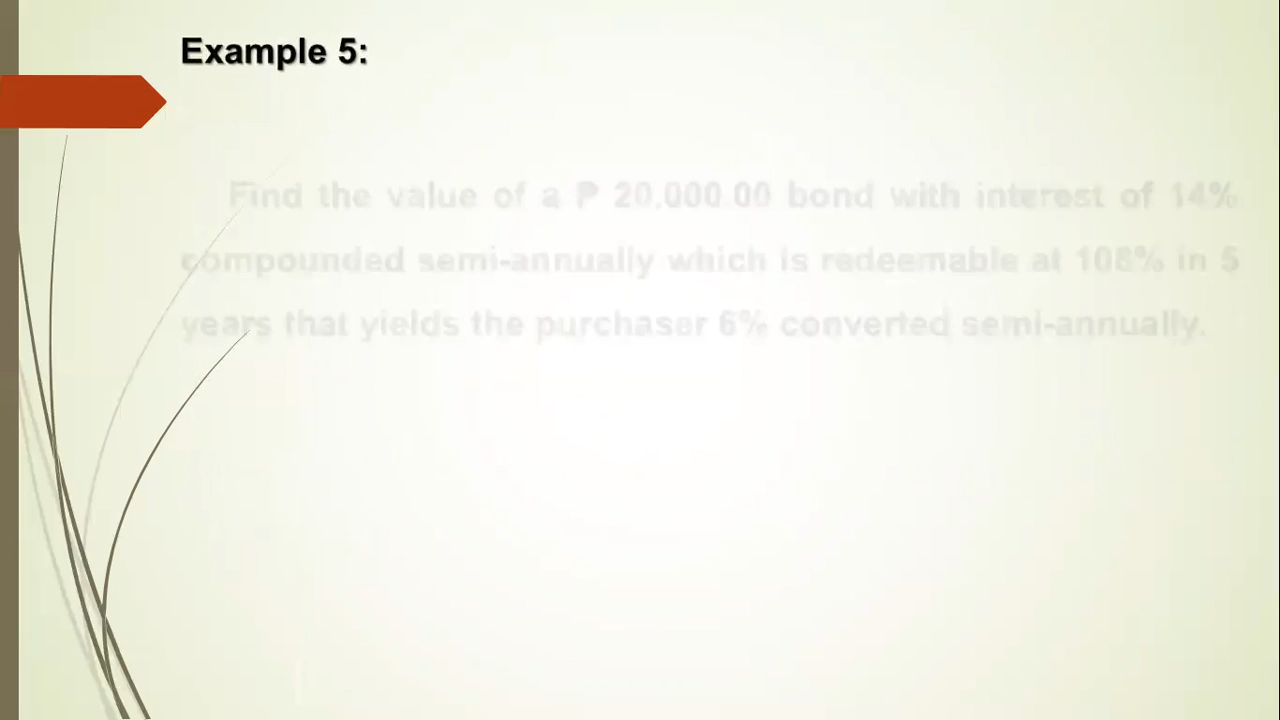 Example 5:
Find the value of a ₱ 20,000.00 bond with interest of 14%
compounded semi-annually which is redeemable at 108% in 5
years that yields the purchaser 6% converted semi-annually.